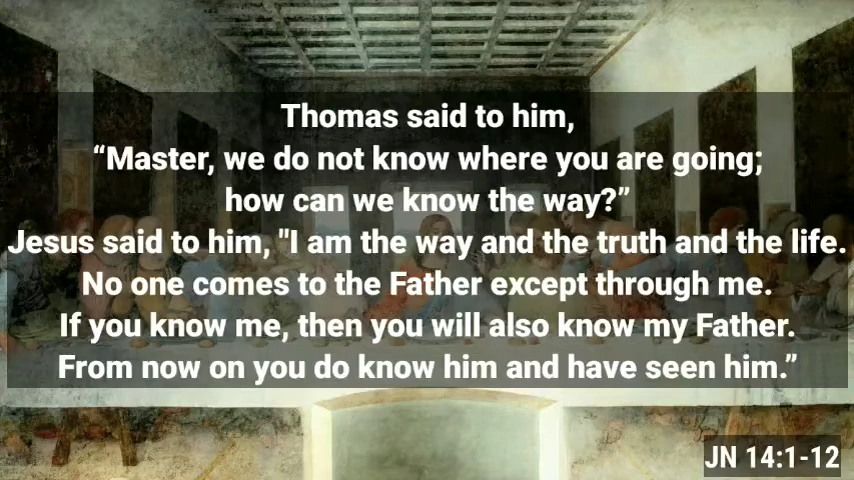 Thomas said to him,
“Master, we do not know where you are going;
how can we know the way?”
Jesus said to him, "I am the way and the truth and the life.
No one comes to the Father except through me.
If you know me, then you will also know my Father.
From now on you do know him and have seen him.”
JN 14:1-12